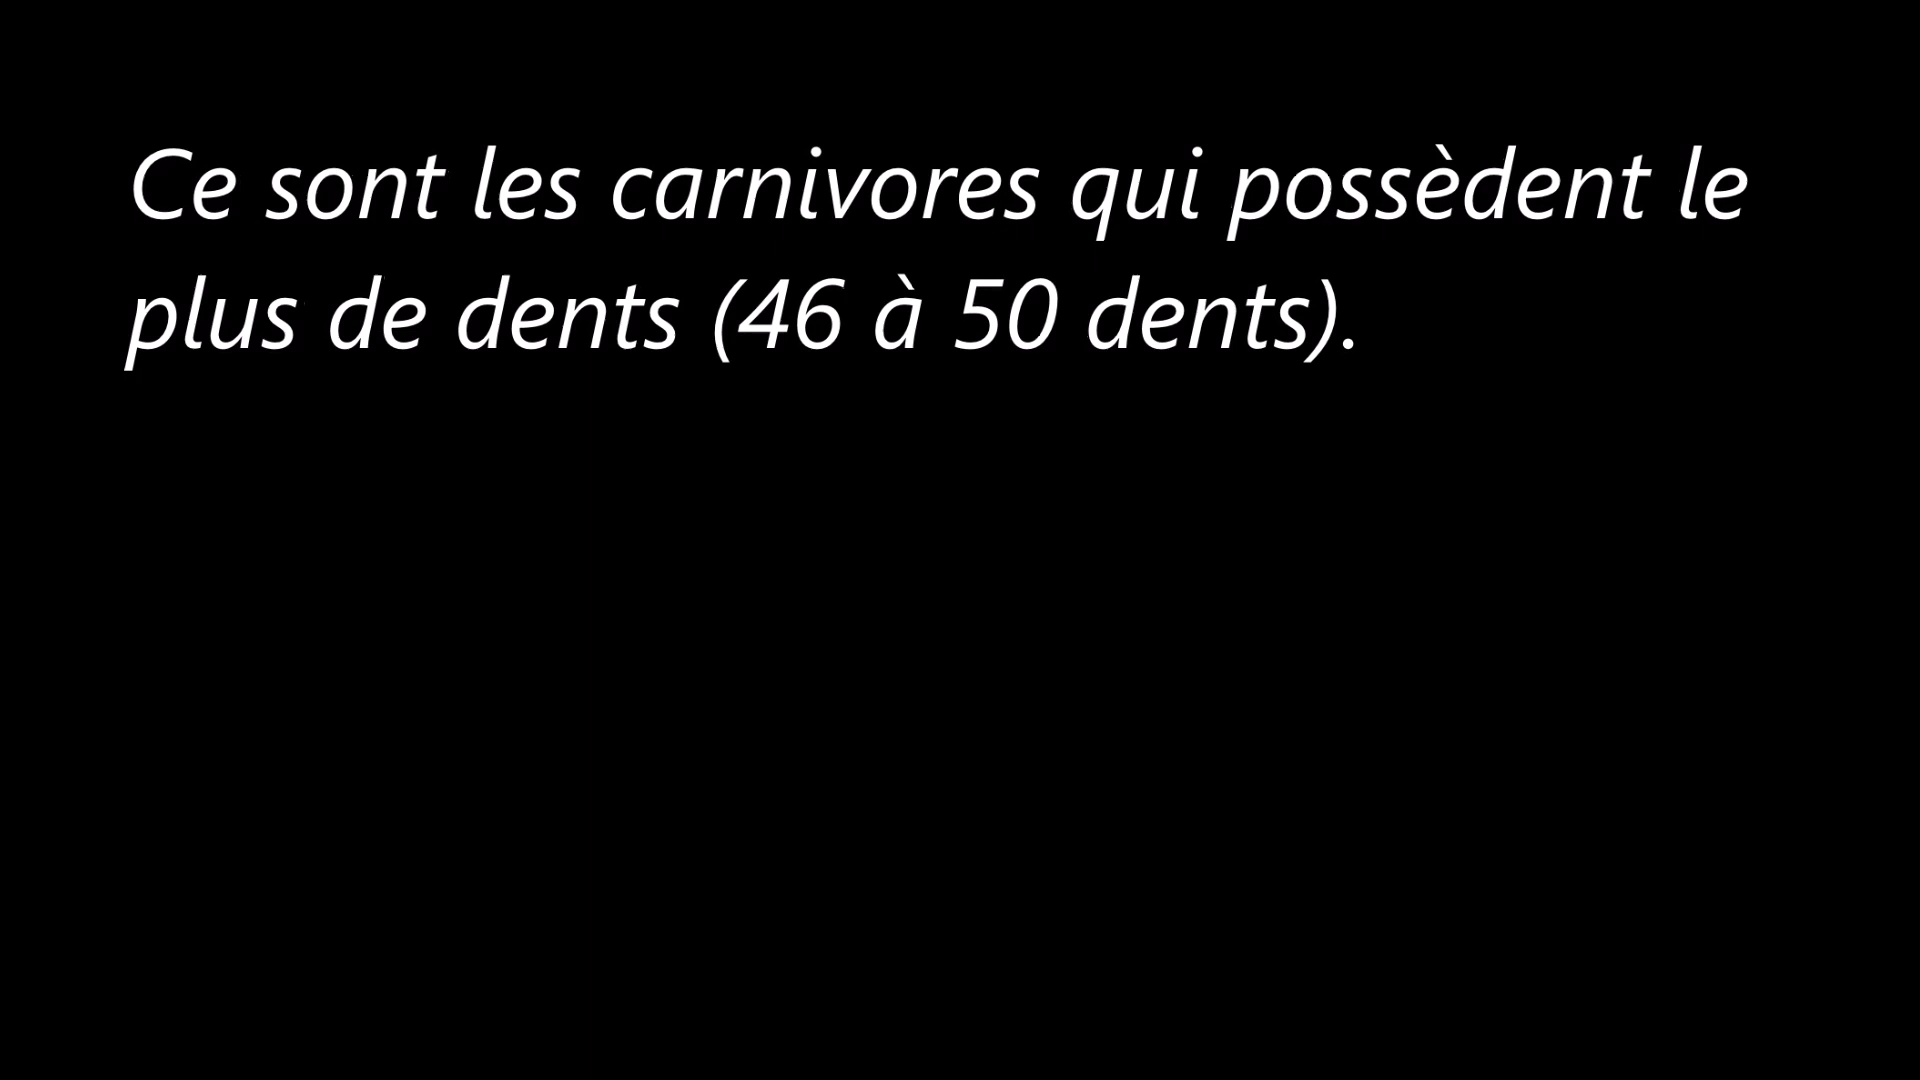 Ce sont les carnivores qui possèdent le
plus de dents (46 à 50 dents).